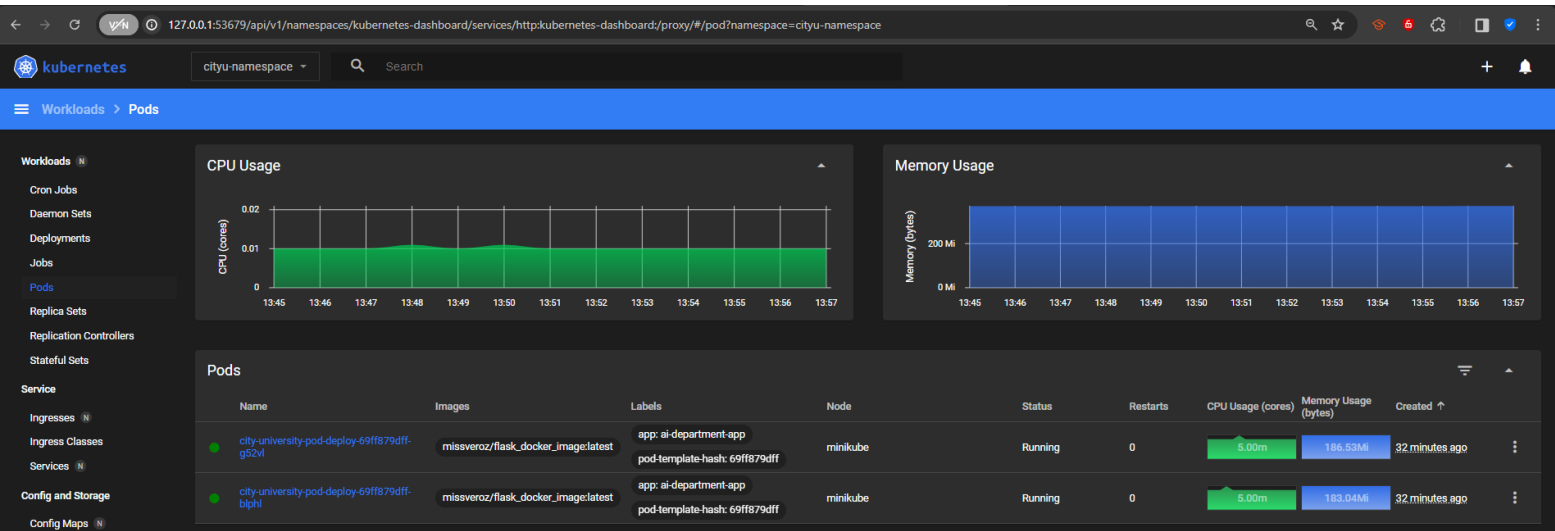 V/N 127.0.0.1:53679/api/v1/namespaces/kubernetes-dashboard/services/http:kubernetes-dashboard:/proxy/#/pod?namespace=cityu-namespace 6
kubernetes cityu-namespace Search
Workloads > Pods
Workloads N
Cron Jobs
Daemon Sets
Deployments
Jobs
Pods
Replica Sets
Replication Controllers
Stateful Sets
Service
Ingresses N
Ingress Classes
Services N
Config and Storage
Config Maps N
CPU Usage
CPU (cores)
0.02
0.01
0
13:45 13:46 13:47 13:48 13:49 13:50 13:51 13:52 13:53 13:54 13:55 13:56 13:57
Memory Usage
Memory (bytes)
200 Mi
0 Mi
13:45 13:46 13:47 13:48 13:49 13:50 13:51 13:52 13:53 13:54 13:55 13:56 13:57
Pods
Name Images Labels Node Status Restarts CPU Usage (cores) Memory Usage (bytes) Created ↑
city-university-pod-deploy-69ff879dff-
g52vl
missveroz/flask_docker_image:latest
app: ai-department-app
pod-template-hash: 69ff879dff
minikube Running 0 5.00m 186.53Mi 32 minutes ago
city-university-pod-deploy-69ff879dff-
blphl
missveroz/flask_docker_image:latest
app: ai-department-app
pod-template-hash: 69ff879dff
minikube Running 0 5.00m 183.04Mi 32 minutes ago